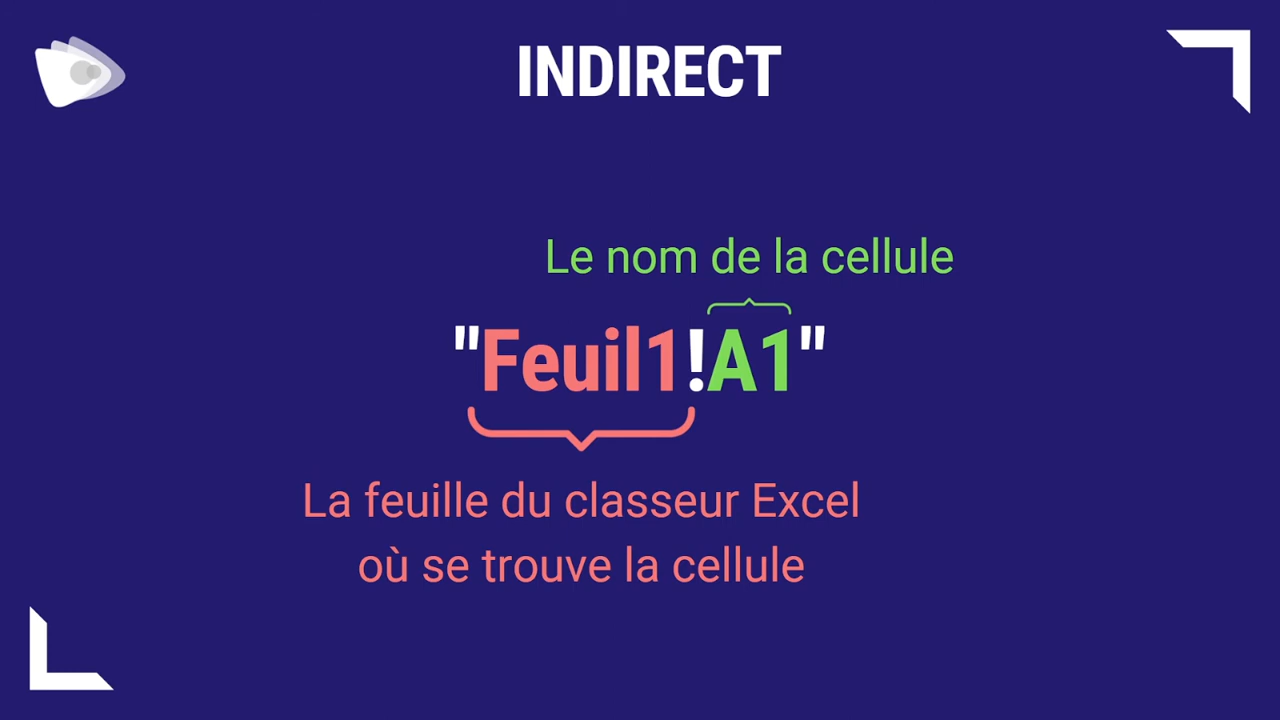 INDIRECT
Le nom de la cellule
"Feuil1!A1"
La feuille du classeur Excel
où se trouve la cellule